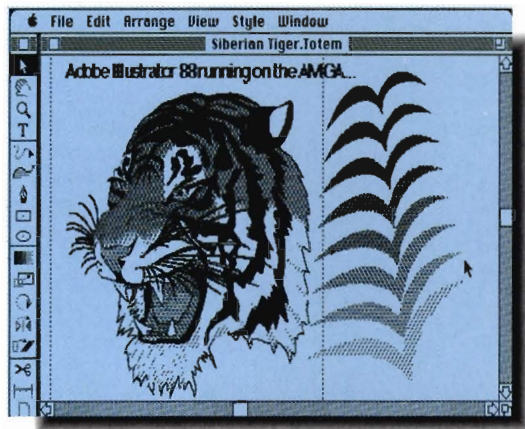 File Edit Arrange View Style Window
Siberian Tiger.Totem
Adobe Illustrator 88 running on the AMIGA...
T